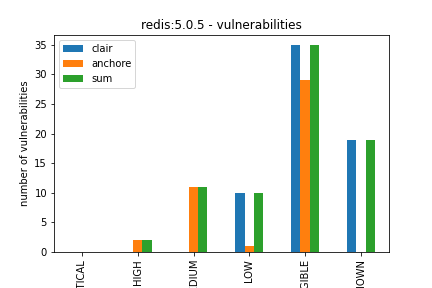 redis:5.0.5 - vulnerabilities
clair
anchore
sum
number of vulnerabilities
35
30
25
20
15
10
5
0
TICAL
HIGH
DIUM
LOW
GIBLE
IOWN